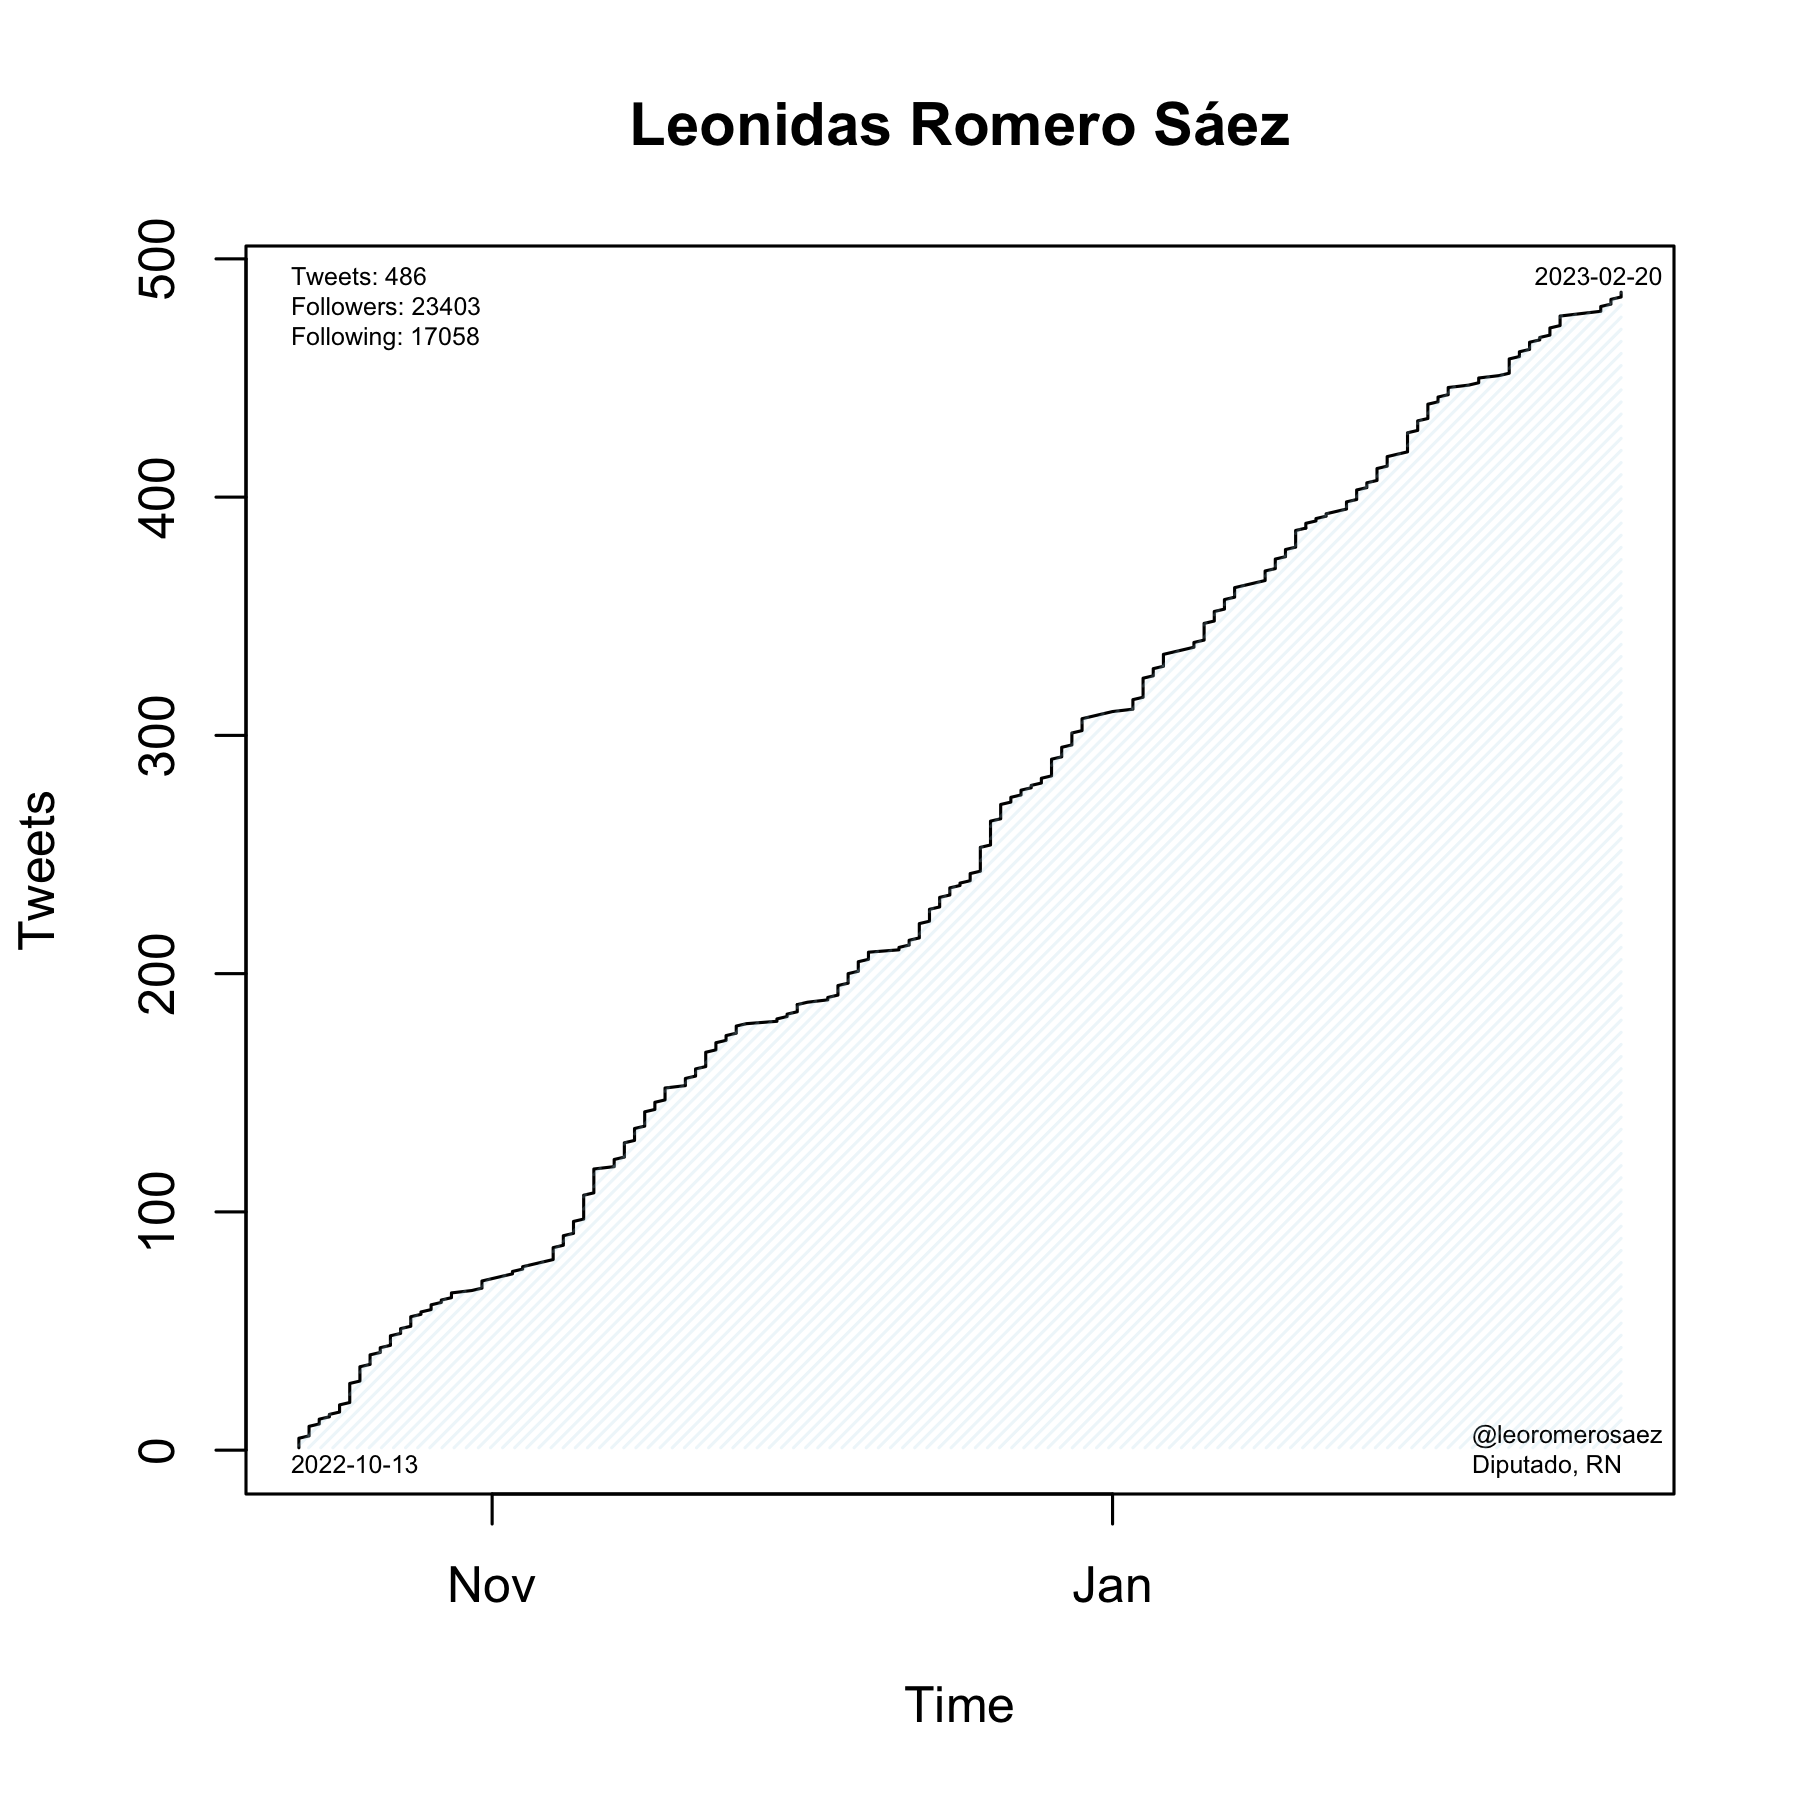 Leonidas Romero Sáez
Tweets: 486
Followers: 23403
Following: 17058
2023-02-20
500
400
300
200
100
0
Tweets
2022-10-13
@leoromerosaez
Diputado, RN
Nov
Jan
Time